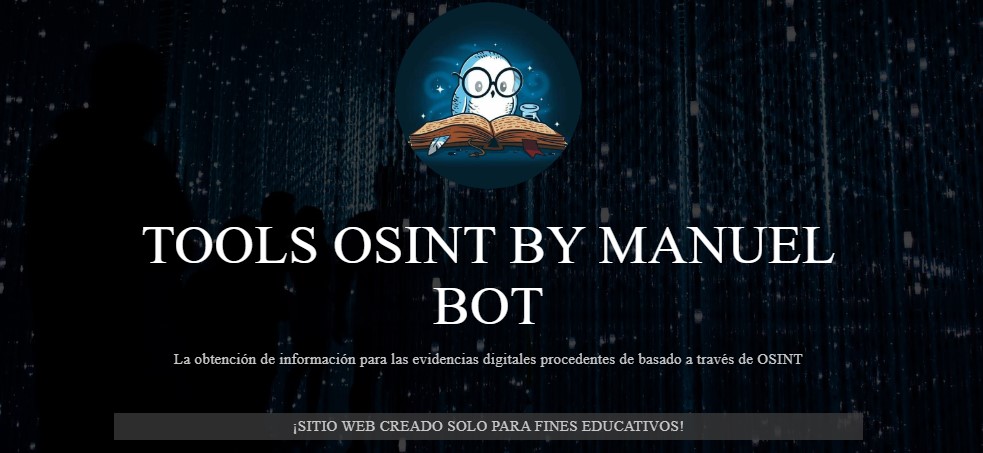 TOOLS OSINT BY MANUEL
BOT
La obtención de información para las evidencias digitales procedentes de basado a través de OSINT
¡SITIO WEB CREADO SOLO PARA FINES EDUCATIVOS!